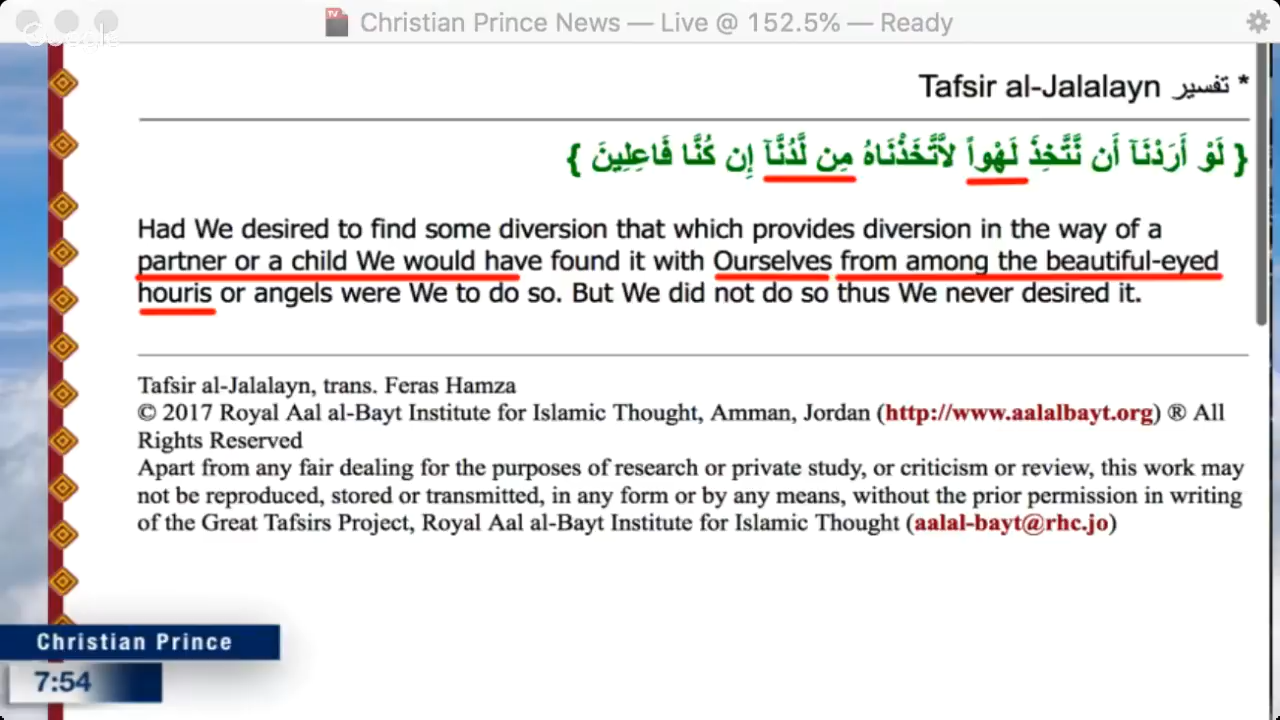 Christian Prince News — Live @ 152.5% — Ready
Google
* تفسير Tafsir al-Jalalayn
{ لَوْ أَرَدْنَآ أَن نَّتَّخِذَ لَهْواً لاَّتَّخَذْنَاهُ مِن لَّدُنَّآ إِن كُنَّا فَاعِلِينَ }
Had We desired to find some diversion that which provides diversion in the way of a
partner or a child We would have found it with Ourselves from among the beautiful-eyed
houris or angels were We to do so. But We did not do so thus We never desired it.
Tafsir al-Jalalayn, trans. Feras Hamza
© 2017 Royal Aal al-Bayt Institute for Islamic Thought, Amman, Jordan (http://www.aalalbayt.org) ® All
Rights Reserved
Apart from any fair dealing for the purposes of research or private study, or criticism or review, this work may
not be reproduced, stored or transmitted, in any form or by any means, without the prior permission in writing
of the Great Tafsirs Project, Royal Aal al-Bayt Institute for Islamic Thought (aalal-bayt@rhc.jo)
Christian Prince
7:54